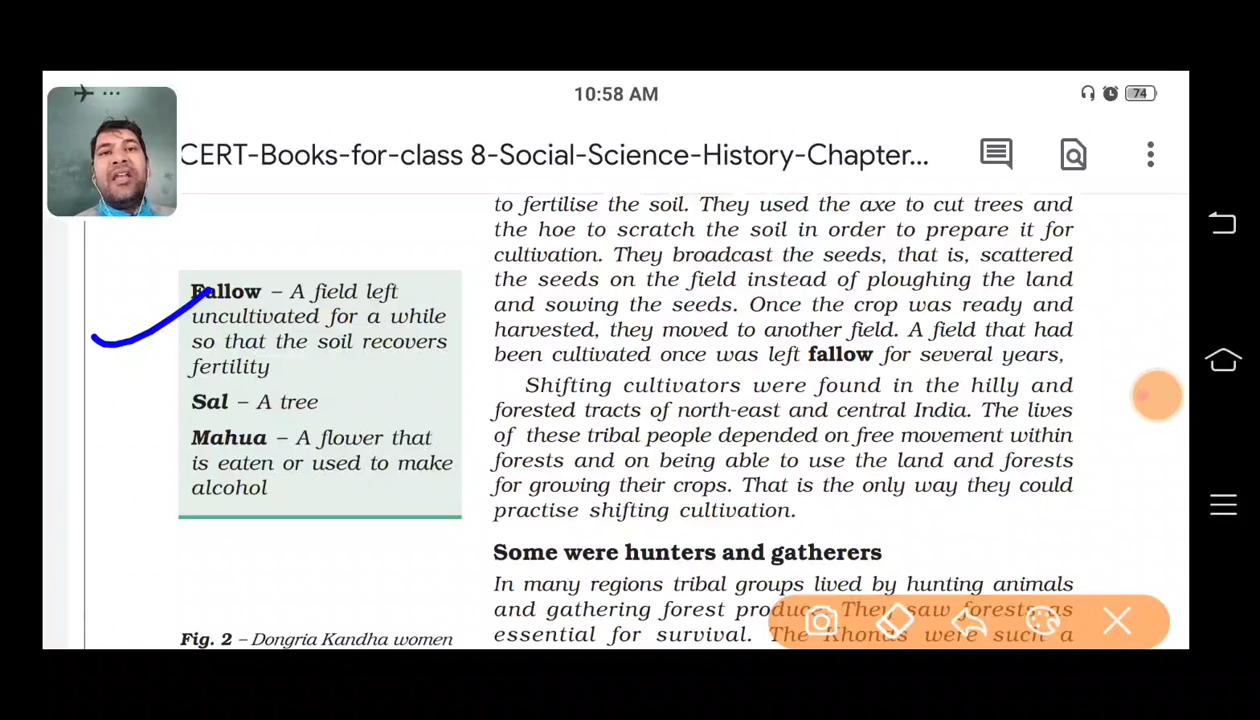 10:58 AM
74
CERT-Books-for-class 8-Social-Science-History-Chapter...
to fertilise the soil. They used the axe to cut trees and
the hoe to scratch the soil in order to prepare it for
cultivation. They broadcast the seeds, that is, scattered
the seeds on the field instead of ploughing the land
and sowing the seeds. Once the crop was ready and
harvested, they moved to another field. A field that had
been cultivated once was left fallow for several years,
Shifting cultivators were found in the hilly and
forested tracts of north-east and central India. The lives
of these tribal people depended on free movement within
forests and on being able to use the land and forests
for growing their crops. That is the only way they could
practise shifting cultivation.
Some were hunters and gatherers
In many regions tribal groups lived by hunting animals
and gathering forest produce. They saw forests as
essential for survival. The Khonds were such a
Fallow – A field left
uncultivated for a while
so that the soil recovers
fertility
Sal – A tree
Mahua – A flower that
is eaten or used to make
alcohol
Fig. 2 – Dongria Kandha women